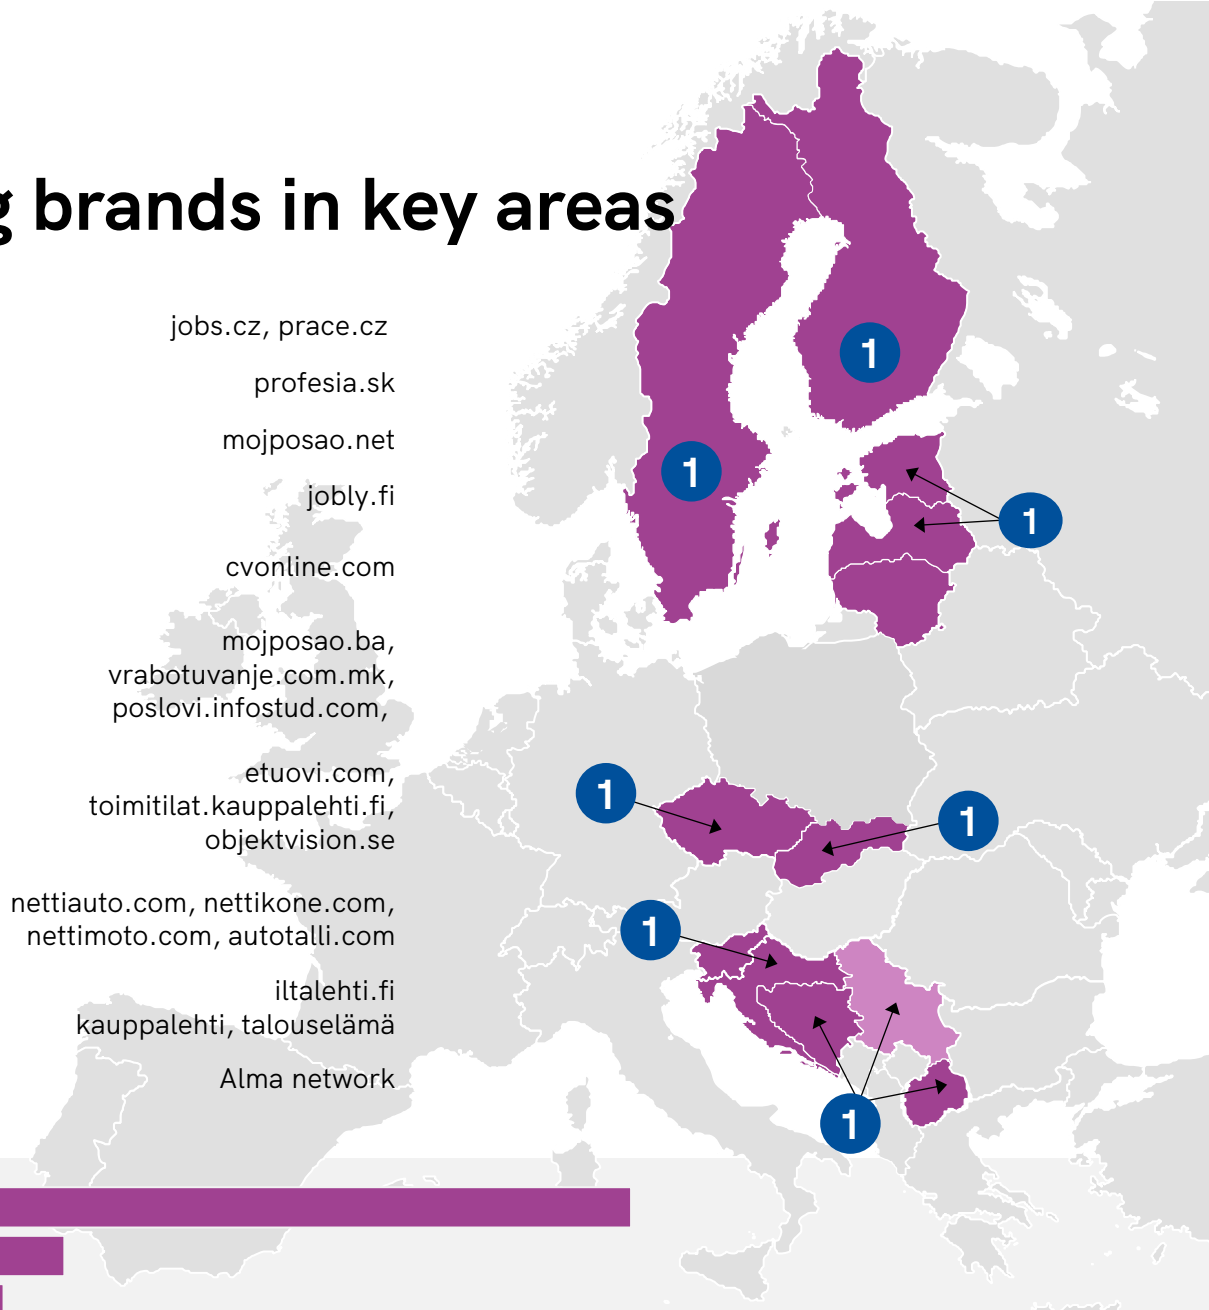 brands in key areas
jobs.cz, prace.cz
profesia.sk
mojposao.net
jobly.fi
cvonline.com
mojposao.ba,
vrabotuvanje.com.mk,
poslovi.infostud.com,
etuovi.com,
toimitilat.kauppalehti.fi,
objektvision.se
nettiauto.com, nettikone.com,
nettimoto.com, autotalli.com
iltalehti.fi
kauppalehti, talouselämä
Alma network
1
1
1
1
1
1
1